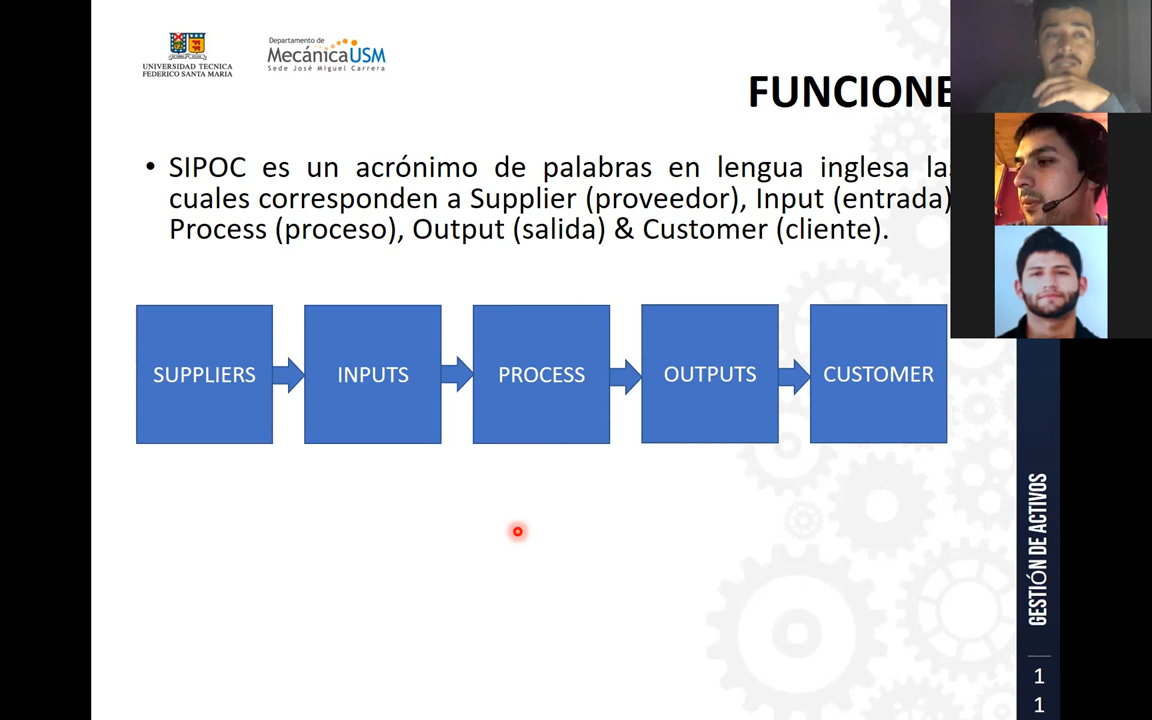 UNIVERSIDAD TECNICA
FEDERICO SANTA MARIA
Departamento de
MecánicaUSM
Sede José Miguel Carrera
FUNCIONE
• SIPOC es un acrónimo de palabras en lengua inglesa la
cuales corresponden a Supplier (proveedor), Input (entrada)
Process (proceso), Output (salida) & Customer (cliente).
SUPPLIERS
INPUTS
PROCESS
OUTPUTS
CUSTOMER
GESTIÓN DE ACTIVOS
1
1